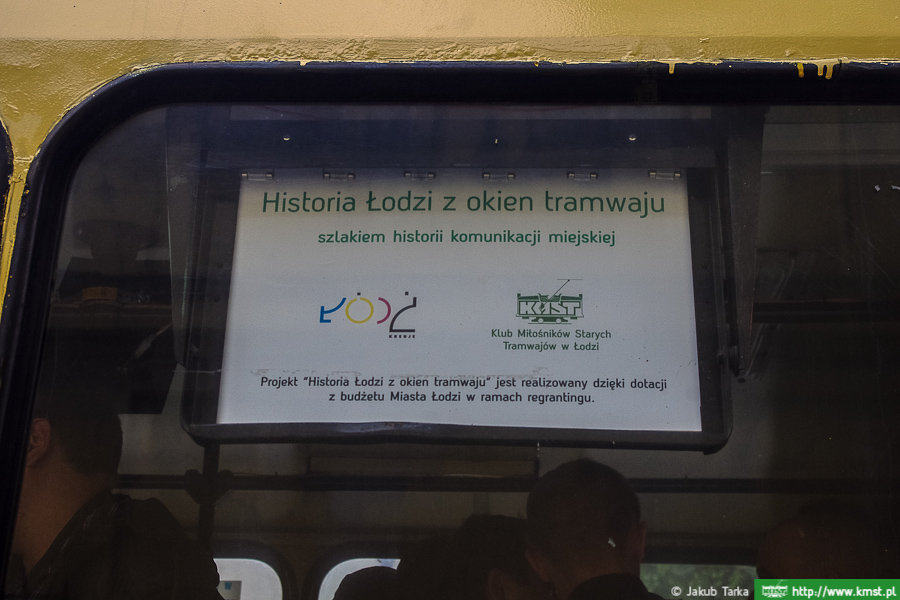 Historia Łodzi z okien tramwaju
szlakiem historii komunikacji miejskiej
ŁÓDŹ
KREUJE
KMST
Klub Miłośników Starych
Tramwajów w Łodzi
Projekt "Historia Łodzi z okien tramwaju" jest realizowany dzięki dotacji
z budżetu Miasta Łodzi w ramach regrantingu.
© Jakub Tarka
http://www.kmst.pl